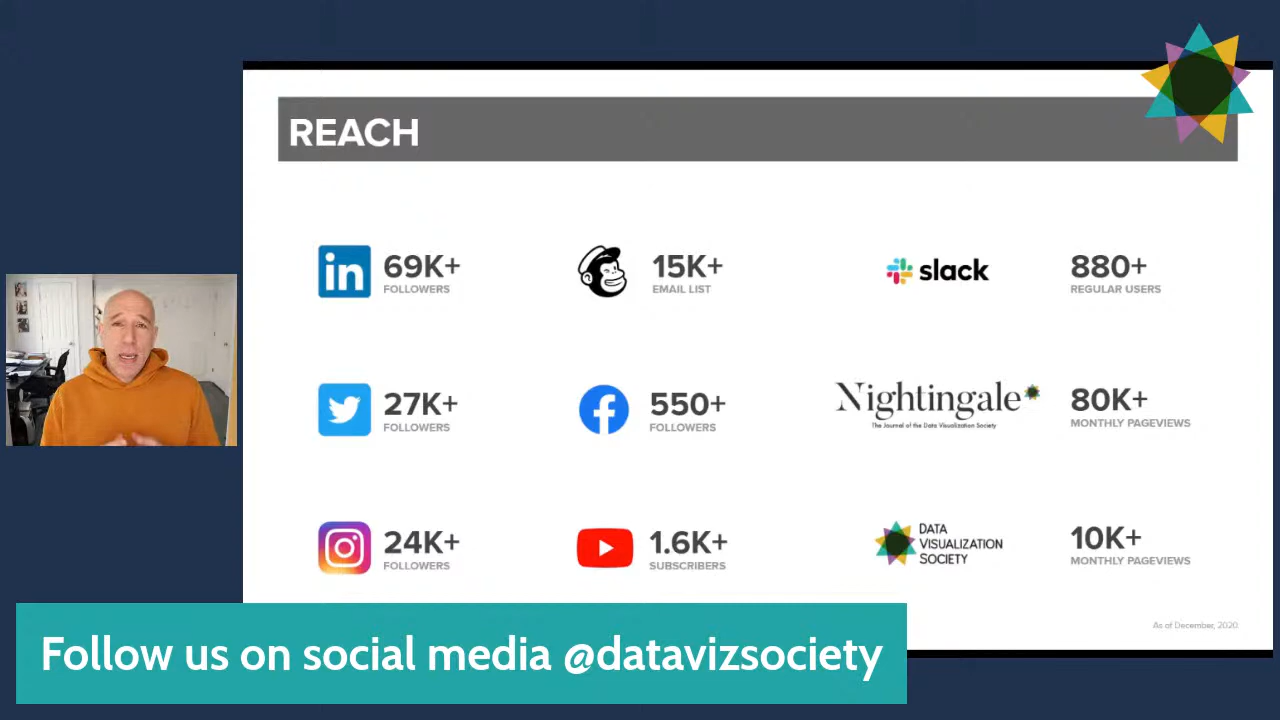 REACH
in
69K+
FOLLOWERS
15K+
EMAIL LIST
slack
880+
REGULAR USERS
27K+
FOLLOWERS
550+
FOLLOWERS
Nightingale
The Journal of the Data Visualization Society
80K+
MONTHLY PAGEVIEWS
24K+
FOLLOWERS
1.6K+
SUBSCRIBERS
DATA
VISUALIZATION
SOCIETY
10K+
MONTHLY PAGEVIEWS
As of December, 2020.
Follow us on social media @datavizsociety